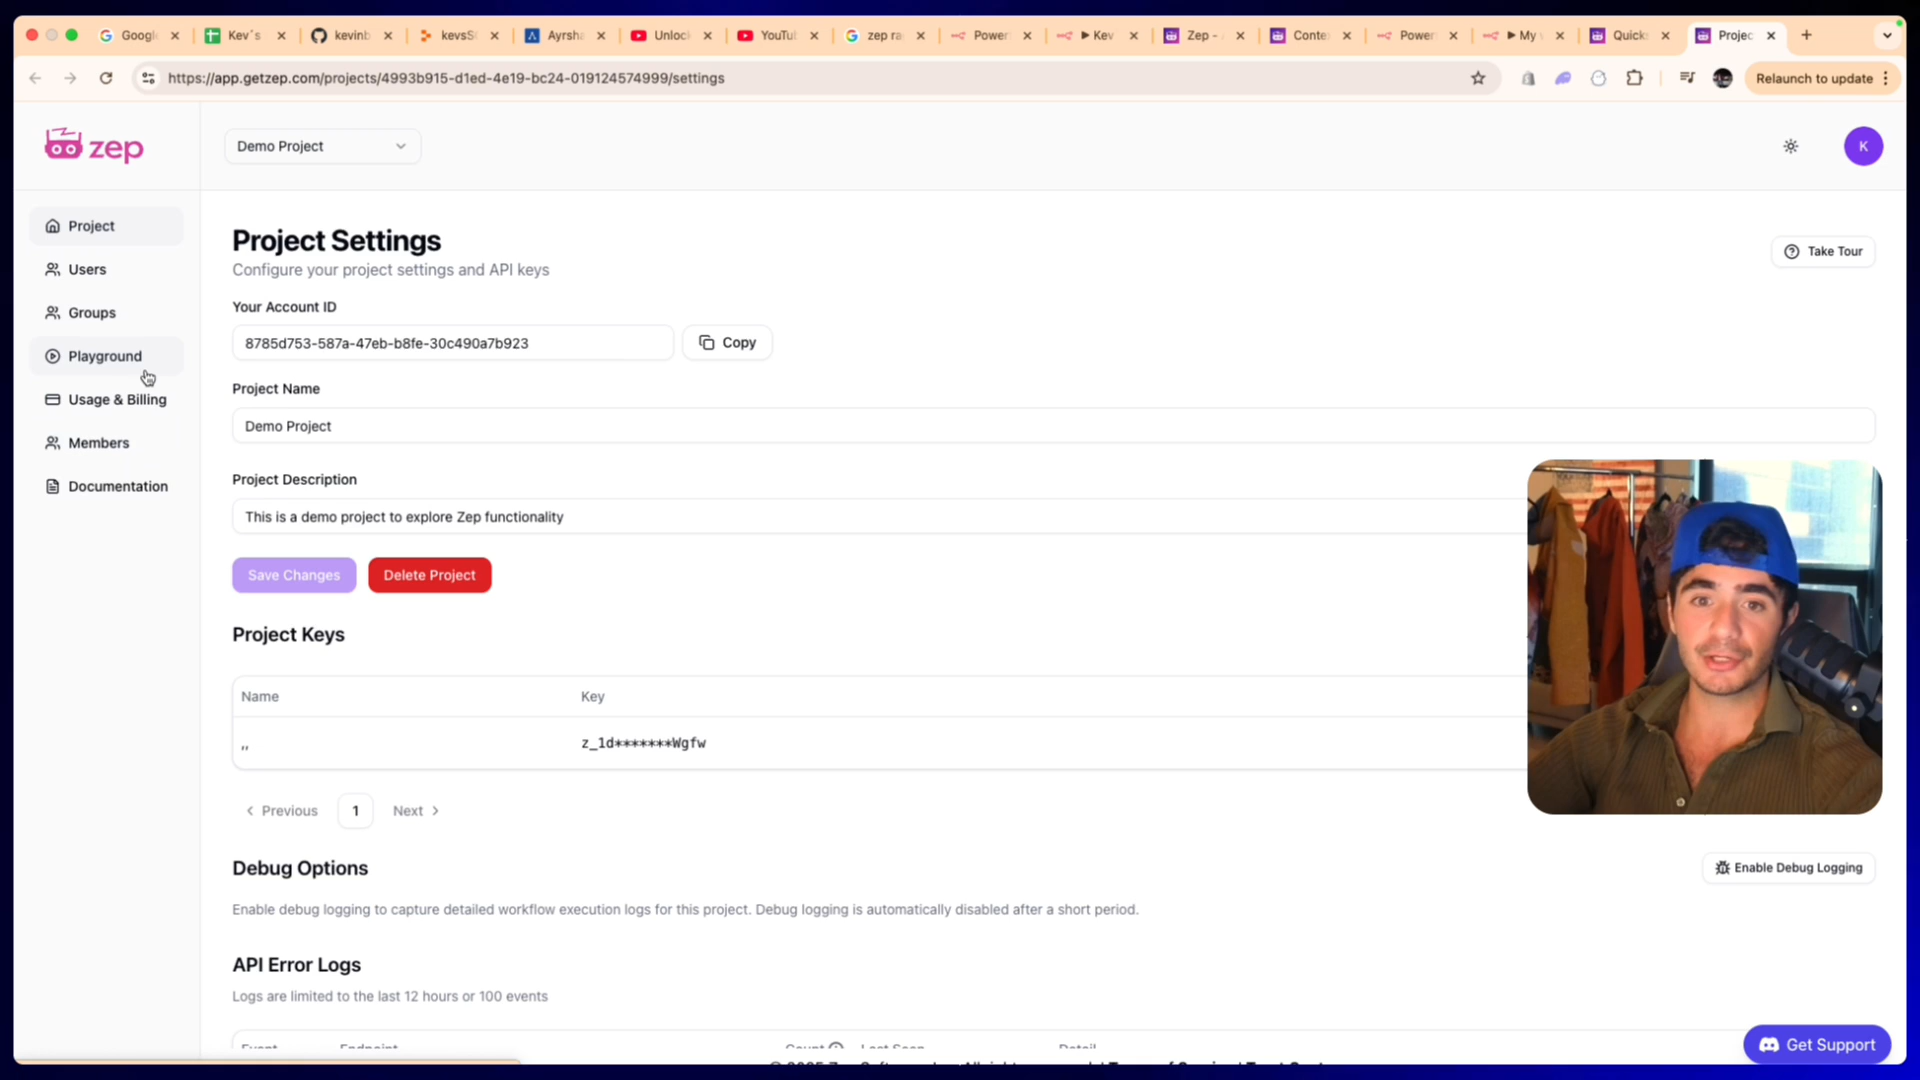 Google
Kev's
kevinb
kevsS
Ayrsha
Unloc
YouTu
zep ra
Power
Kev
Zep -
Conte
Power
My
Quick
Projec
https://app.getzep.com/projects/4993b915-d1ed-4e19-bc24-019124574999/settings
Relaunch to update
zep
Demo Project
K
Project
Users
Groups
Playground
Usage & Billing
Members
Documentation
Project Settings
Configure your project settings and API keys
Take Tour
Your Account ID
8785d753-587a-47eb-b8fe-30c490a7b923
Copy
Project Name
Demo Project
Project Description
This is a demo project to explore Zep functionality
Save Changes
Delete Project
Project Keys
Name
Key
,,
z_1d*******Wgfw
Previous
1
Next
Debug Options
Enable Debug Logging
Enable debug logging to capture detailed workflow execution logs for this project. Debug logging is automatically disabled after a short period.
API Error Logs
Logs are limited to the last 12 hours or 100 events
Event
Endpoint
Count
Last Seen
Detail
Get Support